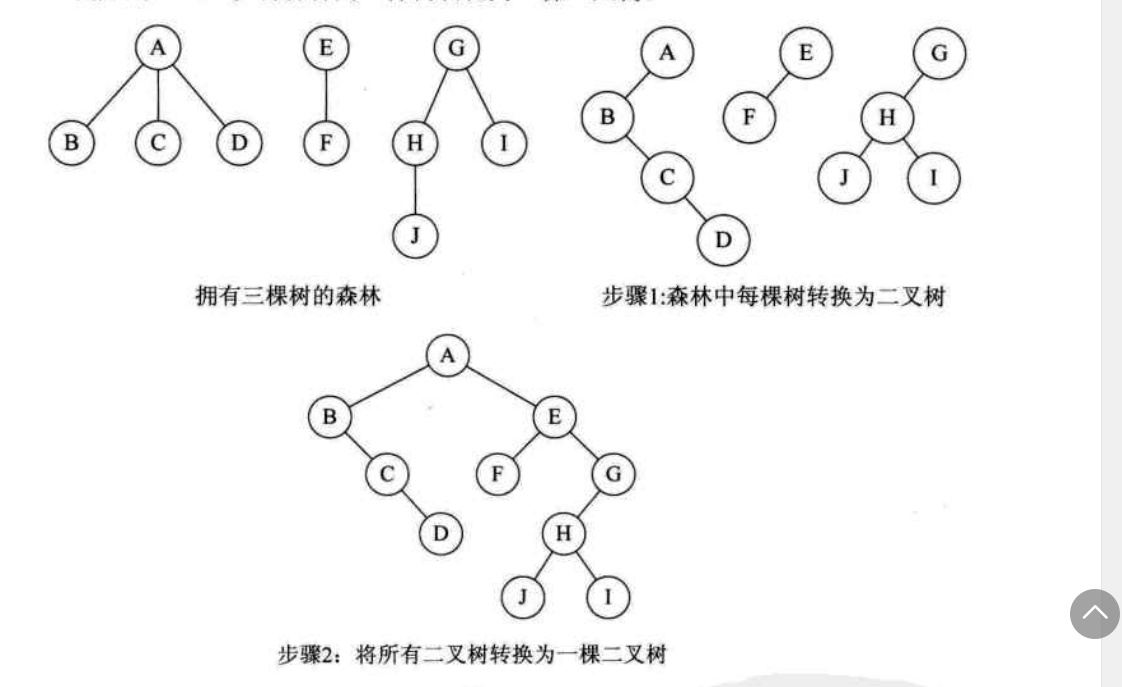 A E G
B C D F H I
J
A E G
B F H
C J I
D
拥有三棵树的森林
步骤1:森林中每棵树转换为二叉树
A
B E
C F G
D H
J I
步骤2：将所有二叉树转换为一棵二叉树